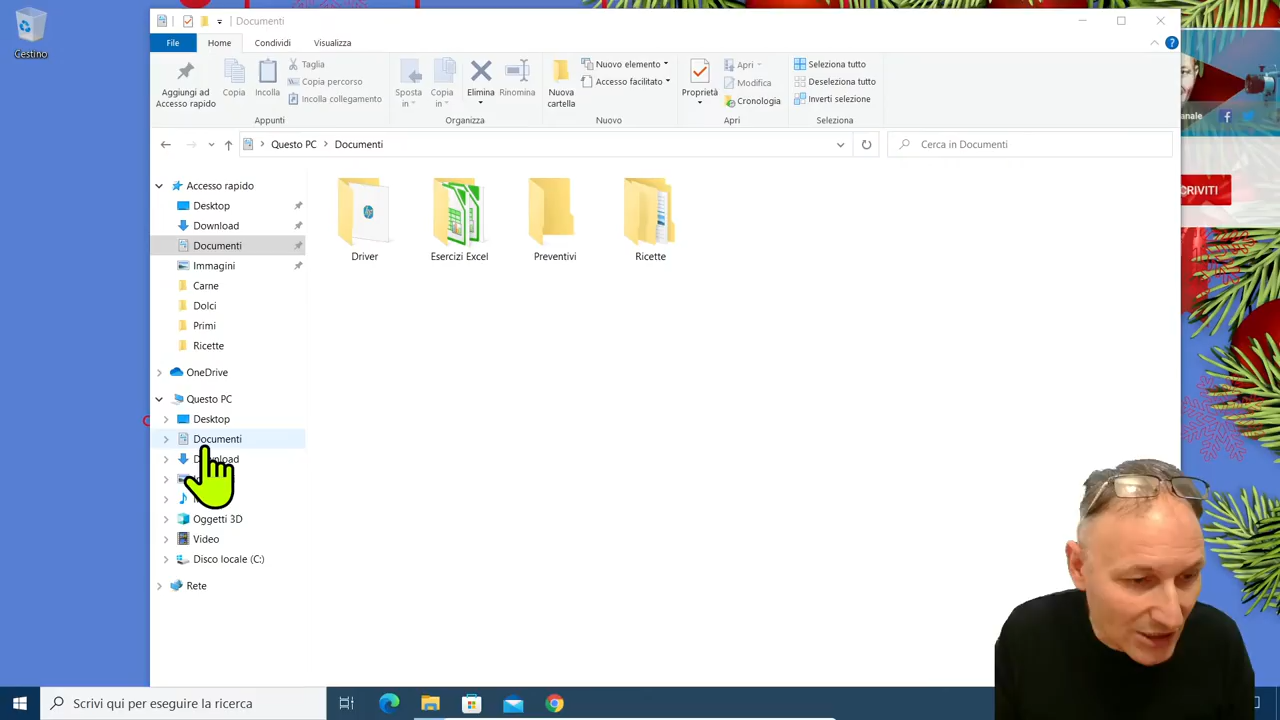 Cestino
Documenti
File
Home
Condividi
Visualizza
Aggiungi ad
Accesso rapido
Copia
Incolla
Taglia
Copia percorso
Incolla collegamento
Appunti
Sposta
in
Copia
in
Elimina
Rinomina
Organizza
Nuova
cartella
Nuovo elemento
Accesso facilitato
Nuovo
Proprietà
Apri
Modifica
Cronologia
Apri
Seleziona tutto
Deseleziona tutto
Inverti selezione
Selezione
Questo PC
Documenti
Cerca in Documenti
Accesso rapido
Desktop
Download
Documenti
Immagini
Carne
Dolci
Primi
Ricette
OneDrive
Questo PC
Desktop
Documenti
Download
Oggetti 3D
Video
Disco locale (C:)
Rete
Driver
Esercizi Excel
Preventivi
Ricette
anale
CRIVITI
Scrivi qui per eseguire la ricerca